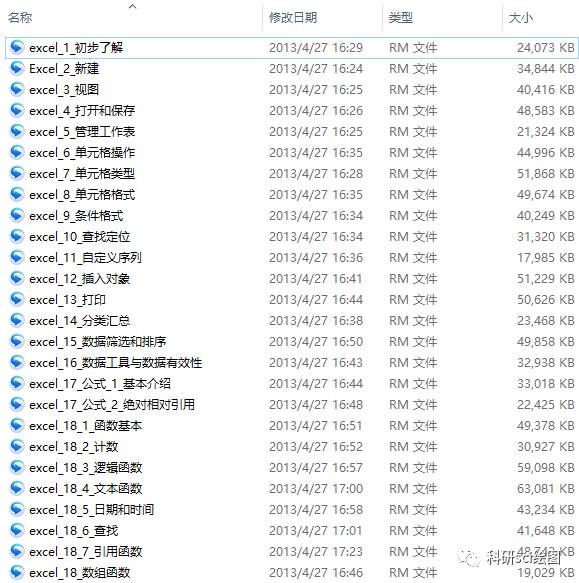 名称 修改日期 类型 大小
excel_1_初步了解 2013/4/27 16:29 RM 文件 24,073 KB
Excel_2_新建 2013/4/27 16:26 RM 文件 34,844 KB
excel_3_视图 2013/4/27 16:25 RM 文件 40,416 KB
excel_4_打开和保存 2013/4/27 16:26 RM 文件 48,583 KB
excel_5_管理工作表 2013/4/27 16:25 RM 文件 21,324 KB
excel_6_单元格操作 2013/4/27 16:35 RM 文件 44,996 KB
excel_7_单元格类型 2013/4/27 16:28 RM 文件 51,868 KB
excel_8_单元格格式 2013/4/27 16:35 RM 文件 49,674 KB
excel_9_条件格式 2013/4/27 16:34 RM 文件 40,249 KB
excel_10_查找定位 2013/4/27 16:34 RM 文件 31,320 KB
excel_11_自定义序列 2013/4/27 16:36 RM 文件 17,985 KB
excel_12_插入对象 2013/4/27 16:41 RM 文件 51,229 KB
excel_13_打印 2013/4/27 16:44 RM 文件 50,626 KB
excel_14_分类汇总 2013/4/27 16:38 RM 文件 23,468 KB
excel_15_数据筛选和排序 2013/4/27 16:50 RM 文件 49,858 KB
excel_16_数据工具与数据有效性 2013/4/27 16:43 RM 文件 32,938 KB
excel_17_公式_1_基本介绍 2013/4/27 16:44 RM 文件 33,018 KB
excel_17_公式_2_绝对相对引用 2013/4/27 16:48 RM 文件 22,425 KB
excel_18_1_函数基本 2013/4/27 16:51 RM 文件 49,378 KB
excel_18_2_计数 2013/4/27 16:52 RM 文件 30,927 KB
excel_18_3_逻辑函数 2013/4/27 16:57 RM 文件 59,098 KB
excel_18_4_文本函数 2013/4/27 17:00 RM 文件 63,081 KB
excel_18_5_日期和时间 2013/4/27 16:58 RM 文件 43,234 KB
excel_18_6_查找 2013/4/27 17:01 RM 文件 41,648 KB
excel_18_7_引用函数 2013/4/27 17:23 RM 文件 KB
科研sci绘图
excel_18_数组函数 2013/4/27 16:46 RM 文件 19,029 KB